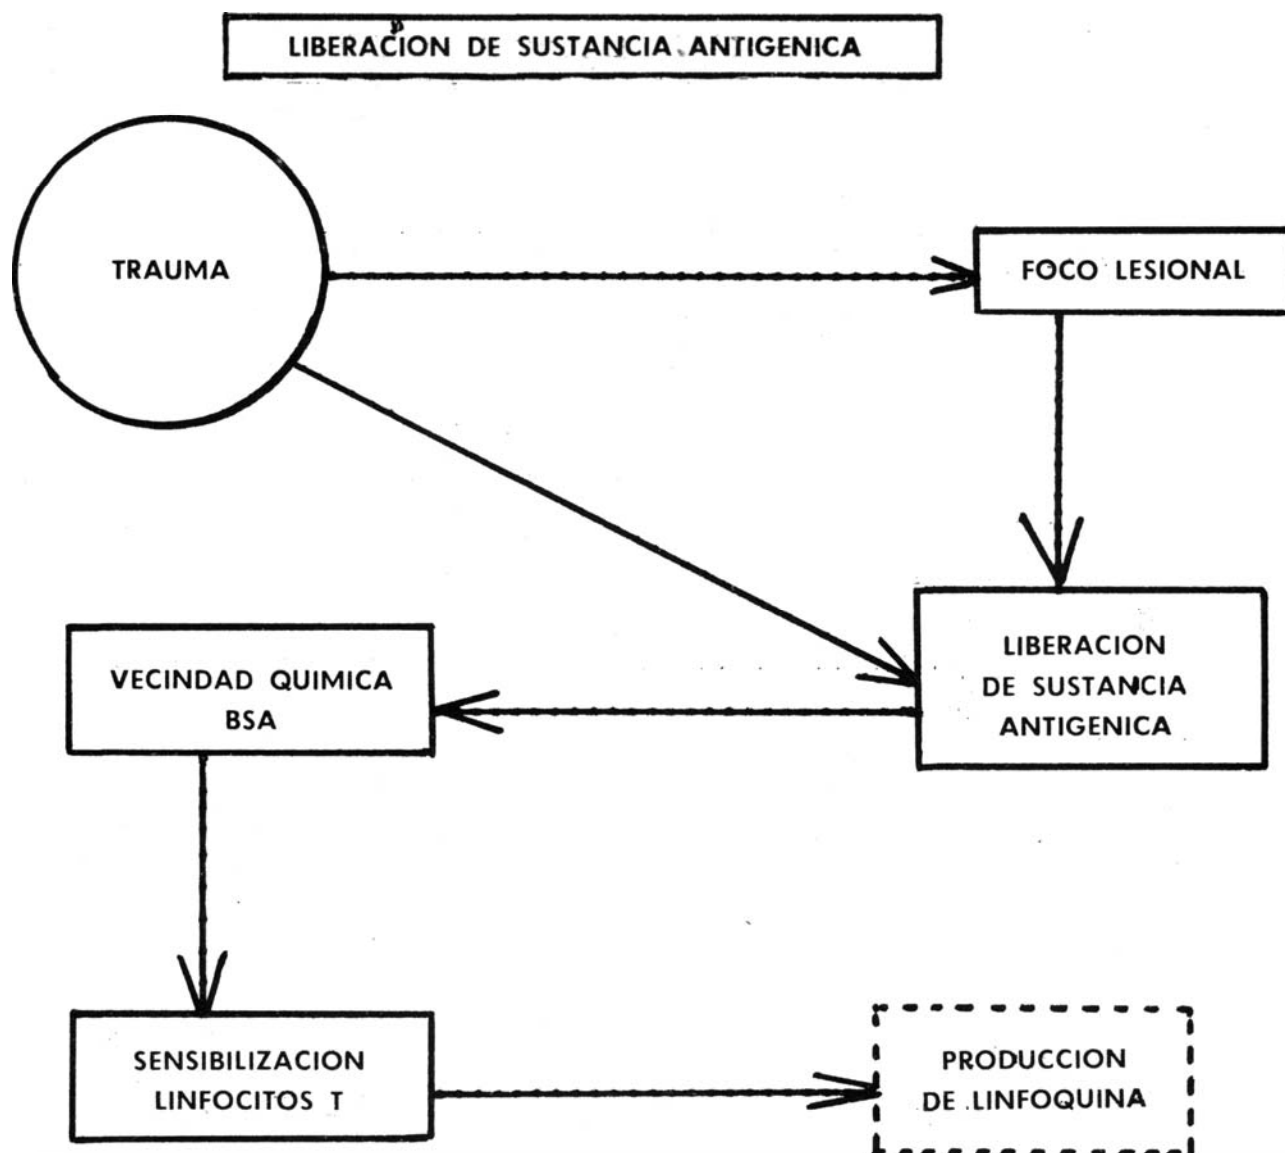 LIBERACION DE SUSTANCIA ANTIGENICA
TRAUMA
FOCO LESIONAL
LIBERACION
DE SUSTANCIA
ANTIGENICA
VECINDAD QUIMICA
BSA
SENSIBILIZACION
LINFOCITOS T
PRODUCCION
DE LINFOQUINA